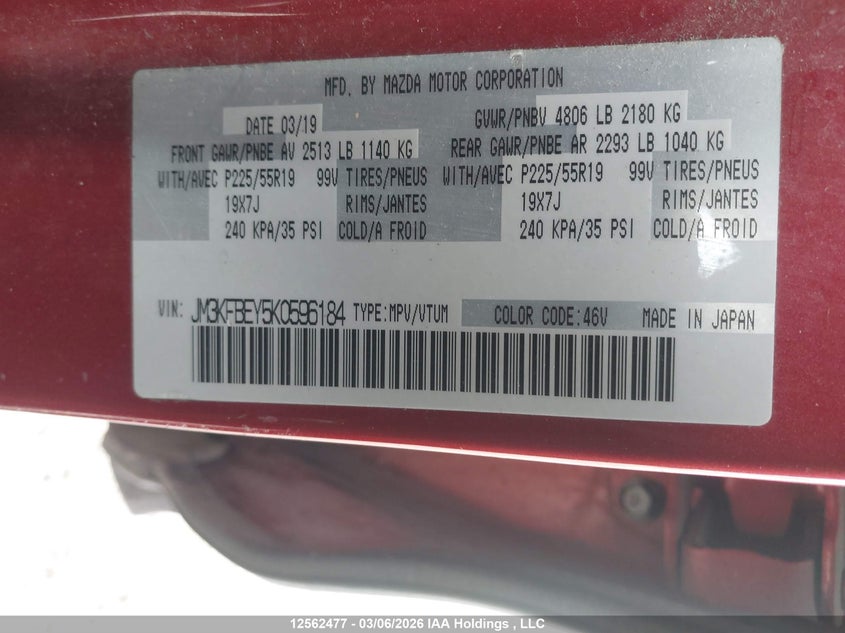 MFD. BY MAZDA MOTOR CORPORATION
DATE 03/19 GVWR/PNBV 4806 LB 2180 KG
FRONT GAWR/PNBE AV 2513 LB 1140 KG REAR GAWR/PNBE AR 2293 LB 1040 KG
WITH/AVEC P225/55R19 99V TIRES/PNEUS WITH/AVEC P225/55R19 99V TIRES/PNEUS
19X7J RIMS/JANTES 19X7J RIMS/JANTES
240 KPA/35 PSI COLD/A FROID 240 KPA/35 PSI COLD/A FROID
VIN: JM3KFBEY5K0596184 TYPE:MPV/VTUM COLOR CODE:46V MADE IN JAPAN
12562477 - 03/06/2026 IAA Holdings, LLC